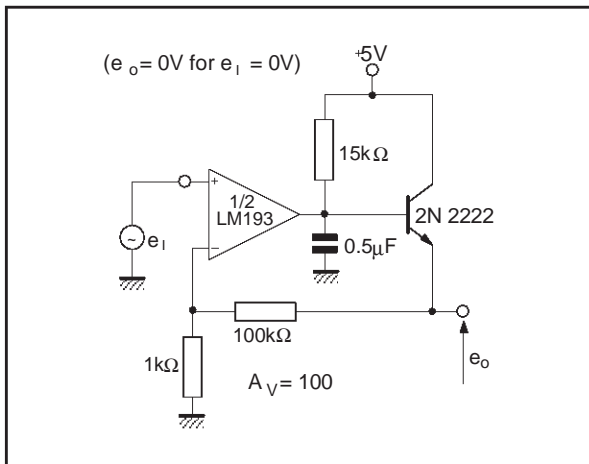 +5V
(e o = 0V for e I = 0V)
15kΩ
1/2
LM193
+
−
2N 2222
~
e I
0.5μF
100kΩ
1kΩ
A V = 100
e o